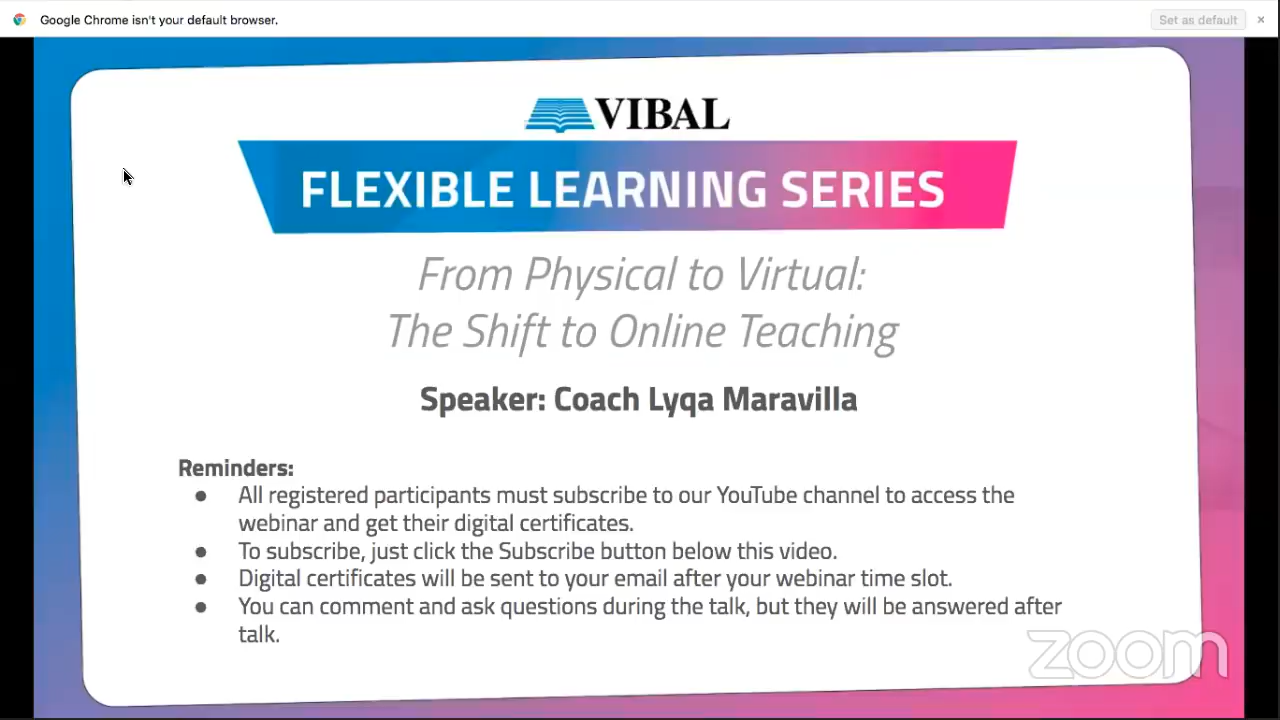 Google Chrome isn't your default browser.
Set as default
VIBAL
FLEXIBLE LEARNING SERIES
From Physical to Virtual:
The Shift to Online Teaching
Speaker: Coach Lyqa Maravilla
Reminders:
● All registered participants must subscribe to our YouTube channel to access the
webinar and get their digital certificates.
● To subscribe, just click the Subscribe button below this video.
● Digital certificates will be sent to your email after your webinar time slot.
● You can comment and ask questions during the talk, but they will be answered after
talk.
zoom